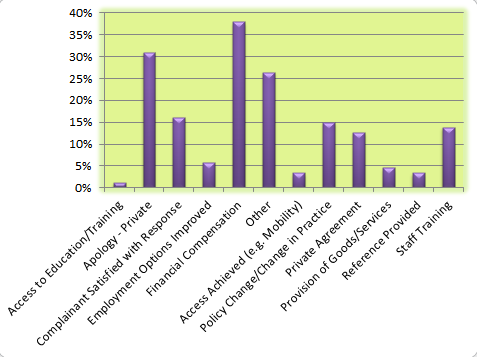 40%
35%
30%
25%
20%
15%
10%
5%
0%
Access to Education/Training
Apology - Private
Complainant Satisfied with Response
Employment Options Improved
Financial Compensation
Other
Access Achieved (e.g. Mobility)
Policy Change/Change in Practice
Private Agreement
Provision of Goods/Services
Reference Provided
Staff Training